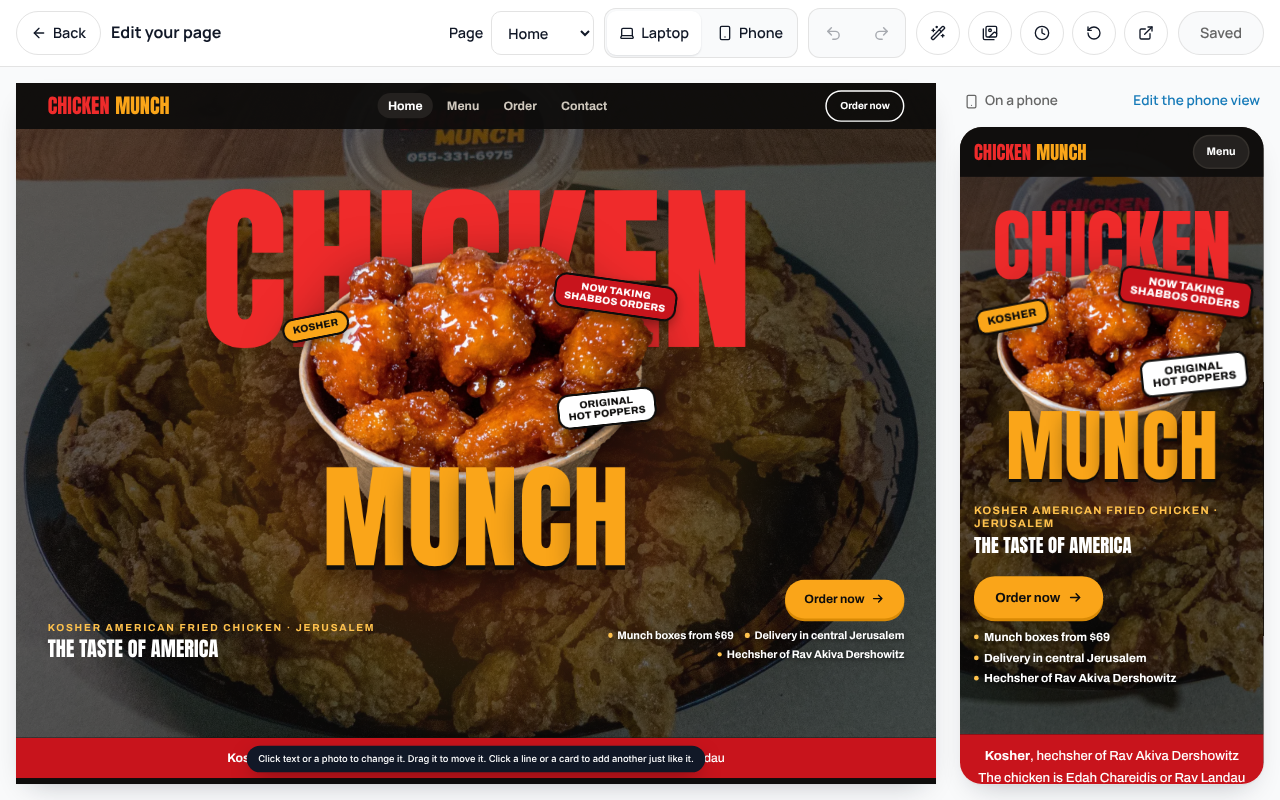 Back
Edit your page
Page
Home
Laptop
Phone
Saved
CHICKEN MUNCH
Home
Menu
Order
Contact
Order now
MUNCH
055-331-6975
CHICKEN
KOSHER
NOW TAKING
SHABBOS ORDERS
ORIGINAL
HOT POPPERS
MUNCH
Order now
KOSHER AMERICAN FRIED CHICKEN · JERUSALEM
THE TASTE OF AMERICA
Munch boxes from $69
Delivery in central Jerusalem
Hechsher of Rav Akiva Dershowitz
Click text or a photo to change it. Drag it to move it. Click a line or a card to add another just like it.
On a phone
Edit the phone view
CHICKEN MUNCH
Menu
CHICKEN
CHICKEN
NOW TAKING
SHABBOS ORDERS
KOSHER
ORIGINAL
HOT POPPERS
MUNCH
KOSHER AMERICAN FRIED CHICKEN ·
JERUSALEM
THE TASTE OF AMERICA
Order now
Munch boxes from $69
Delivery in central Jerusalem
Hechsher of Rav Akiva Dershowitz
Kosher, hechsher of Rav Akiva Dershowitz
The chicken is Edah Chareidis or Rav Landau